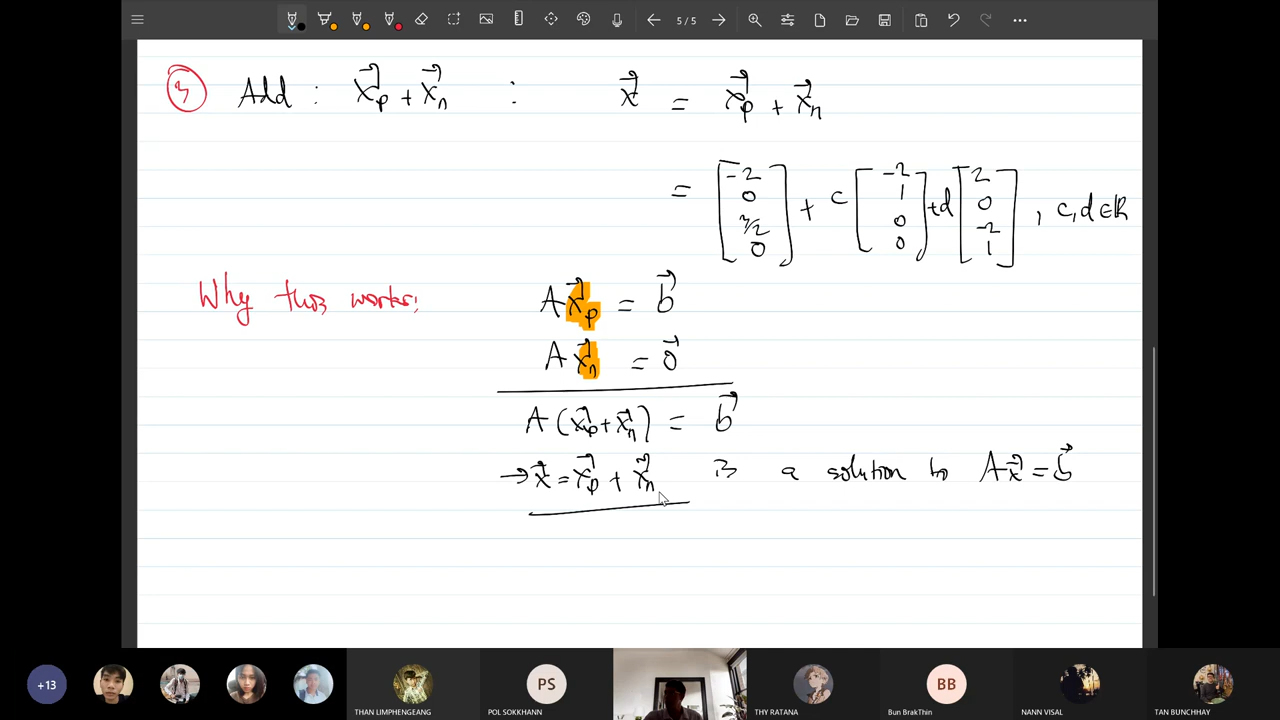 5 / 5
③ Add : x⃗p + x⃗n : x⃗ = x⃗p + x⃗n
= [-2 0 3/2 0] + c [-2 1 0 0] + d [2 0 -2 1] , c,d ∈ ℝ
Why this works:
A x⃗p = b⃗
A x⃗n = 0⃗
A (x⃗p + x⃗n) = b⃗
→ x⃗ = x⃗p + x⃗n is a solution to A x⃗ = b⃗
+13
THAN LIMPHENGEANG
PS
POL SOKKHANN
THY RATANA
BB
Bun BrakThin
NANN VISAL
TAN BUNCHHAY